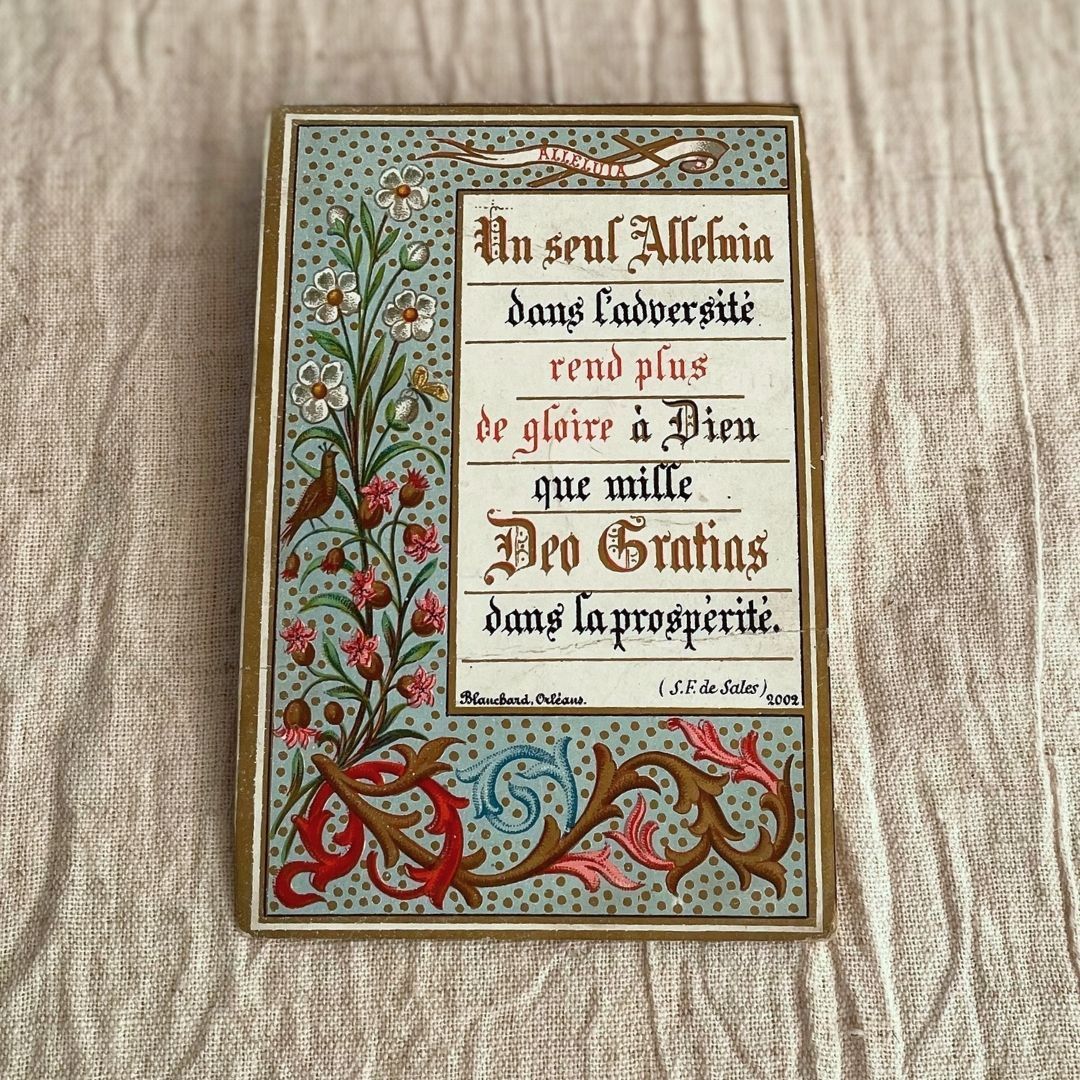 ALLELUIA
Un seul Alleluia
dans l'adversité
rend plus
de gloire à Dieu
que mille
Deo Gratias
dans la prospérité.
(S.F. de Sales)
Blanchard, Orléans. 2002